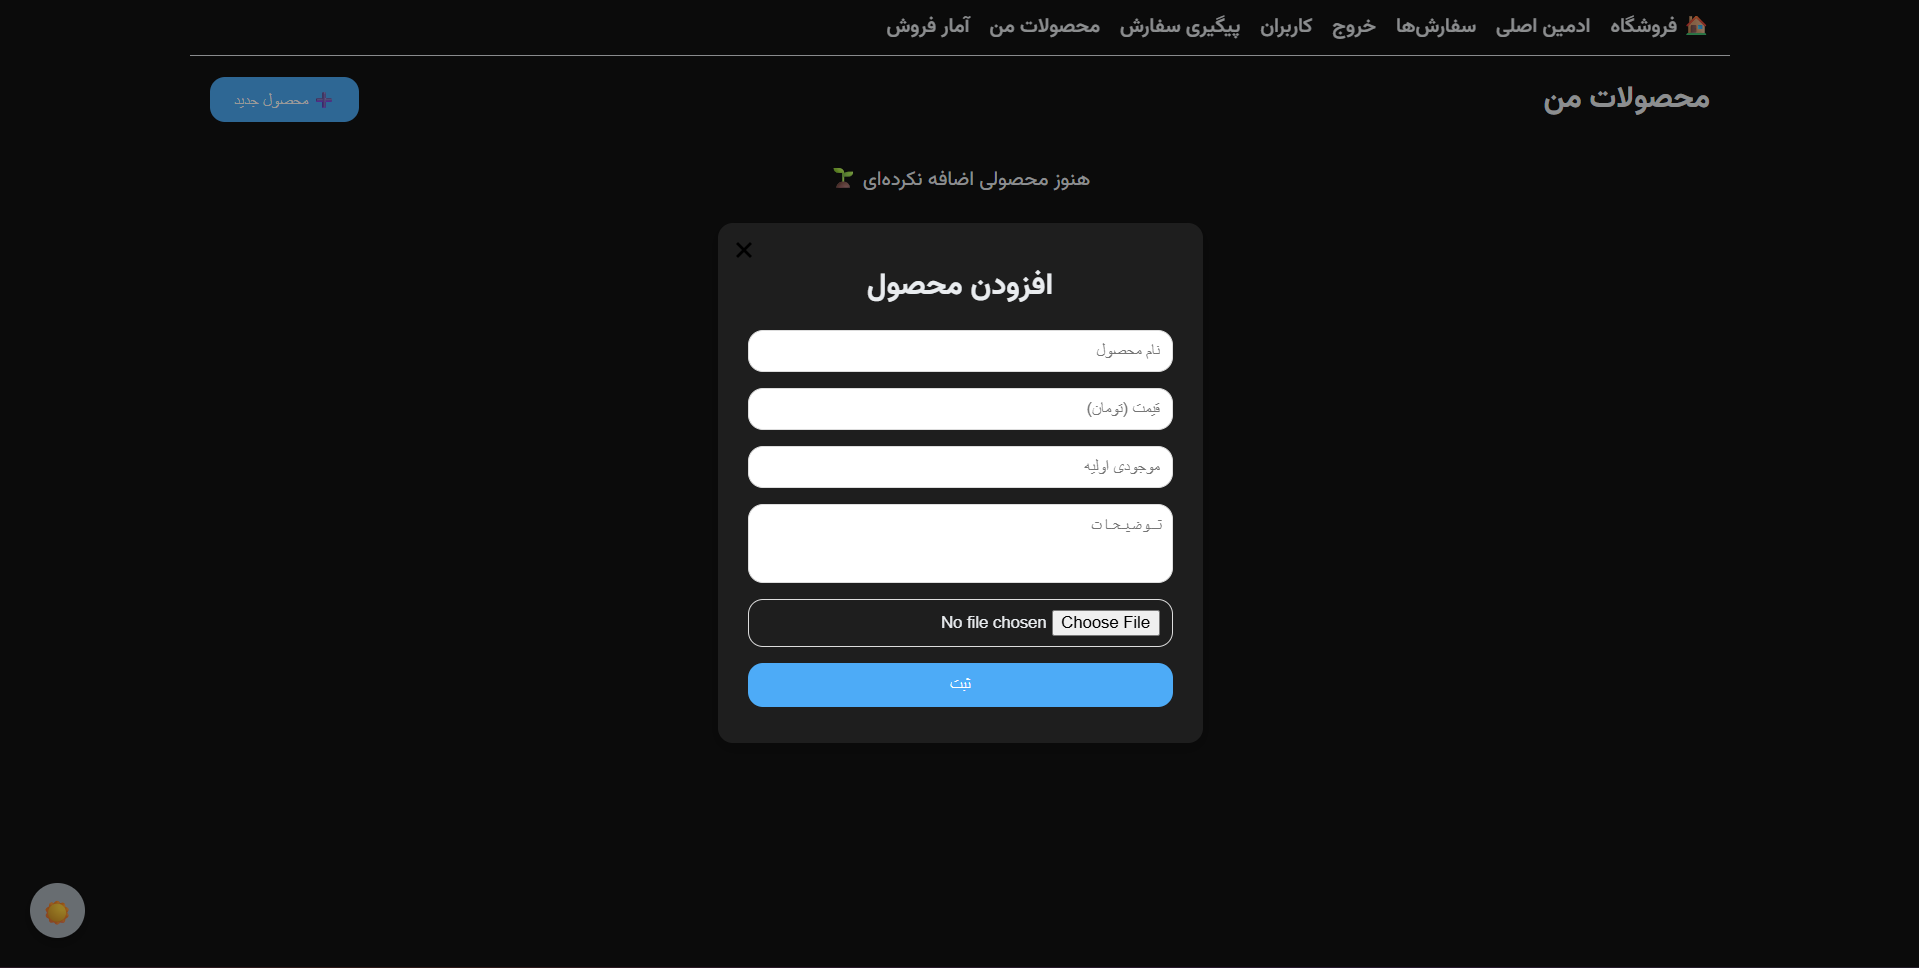 🏠 فروشگاه ادمین اصلی سفارش‌ها خروج کاربران پیگیری سفارش محصولات من آمار فروش
محصولات من
➕ محصول جدید
هنوز محصولی اضافه نکرده‌ای 🌱
✕
افزودن محصول
نام محصول
قیمت (تومان)
موجودی اولیه
توضیحات
Choose File No file chosen
ثبت